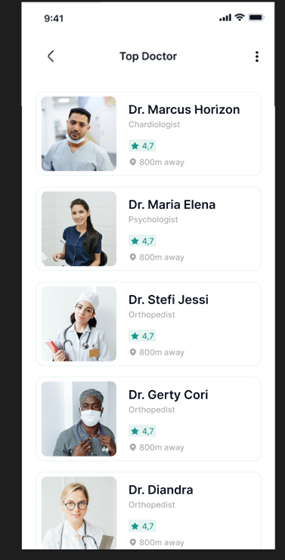 9:41
Top Doctor
Dr. Marcus Horizon
Chardiologist
4,7
800m away
Dr. Maria Elena
Psychologist
4,7
800m away
Dr. Stefi Jessi
Orthopedist
4,7
800m away
Dr. Gerty Cori
Orthopedist
4,7
800m away
Dr. Diandra
Orthopedist
4,7
800m away